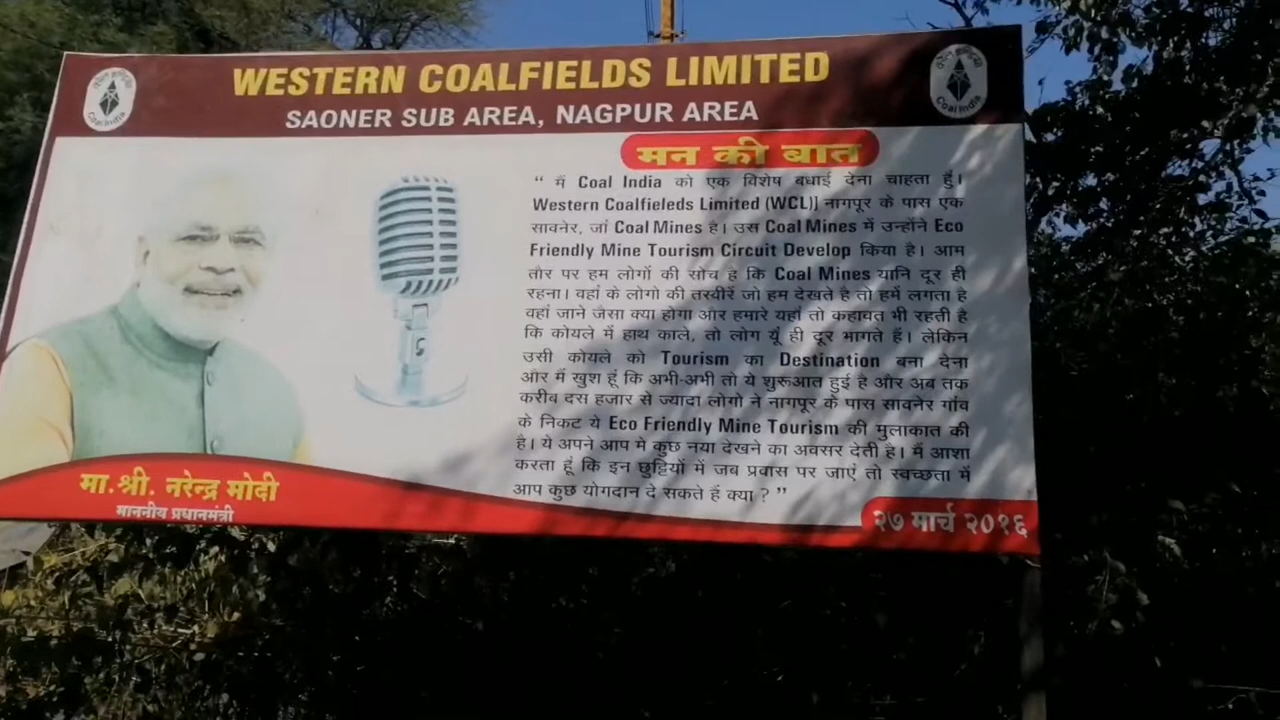 WESTERN COALFIELDS LIMITED
SAONER SUB AREA, NAGPUR AREA
मन की बात
“ मैं Coal India को एक विशेष बधाई देना चाहता हूँ।
Western Coalfieleds Limited (WCL)] नागपूर के पास एक
सावनेर, जां Coal Mines है। उस Coal Mines में उन्होंने Eco
Friendly Mine Tourism Circuit Develop किया है। आम
तौर पर हम लोगों की सोच है कि Coal Mines यानि दूर ही
रहना। वहां के लोगो की तस्वीरें जो हम देखते है तो हमें लगता है
वहां जाने जैसा क्या होगा और हमारे यहाँ तो कहावत भी रहती है
कि कोयले में हाथ काले, तो लोग यूँ ही दूर भागते हैं। लेकिन
उसी कोयले को Tourism का Destination बना देना
और मैं खुश हूं कि अभी-अभी तो ये शुरूआत हुई है और अब तक
करीब दस हजार से ज्यादा लोगो ने नागपूर के पास सावनेर गांव
के निकट ये Eco Friendly Mine Tourism की मुलाकात की
है। ये अपने आप मे कुछ नया देखने का अवसर देती है। मैं आशा
करता हूं कि इन छुट्टियों में जब प्रवास पर जाएं तो स्वच्छता में
आप कुछ योगदान दे सकते हैं क्या ? ”
मा.श्री. नरेन्द्र मोदी
माननीय प्रधानमंत्री
२७ मार्च २०१६
Coal India
Coal India